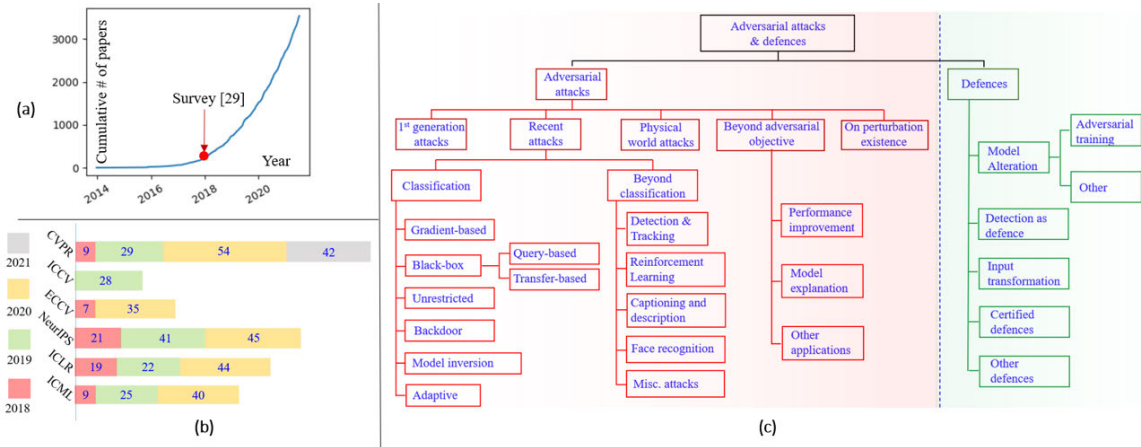 (a)
Cumulative # of papers
3000
2000
1000
0
Survey [29]
Year
2014
2016
2018
2020
2021
2020
2019
2018
CVPR
9 29 54 42
ICCV
28
ECCV
7 35
NeurIPS
21 41 45
ICLR
19 22 44
ICML
9 25 40
(b)
Adversarial attacks
& defences
Adversarial
attacks
1st generation
attacks
Recent
attacks
Physical
world attacks
Beyond adversarial
objective
On perturbation
existence
Classification
Gradient-based
Black-box
Query-based
Transfer-based
Unrestricted
Backdoor
Model inversion
Adaptive
Beyond
classification
Detection &
Tracking
Reinforcement
Learning
Captioning and
description
Face recognition
Misc. attacks
Performance
improvement
Model
explanation
Other
applications
Defences
Model
Alteration
Adversarial
training
Other
Detection as
defence
Input
transformation
Certified
defences
Other
defences
(c)